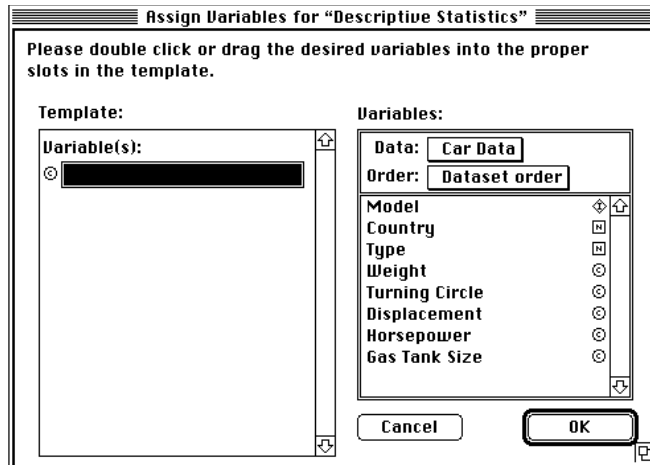 Assign Variables for “Descriptive Statistics”
Please double click or drag the desired variables into the proper
slots in the template.
Template:
Variable(s):
C
Variables:
Data: Car Data
Order: Dataset order
Model I
Country N
Type N
Weight C
Turning Circle C
Displacement C
Horsepower C
Gas Tank Size C
Cancel
OK